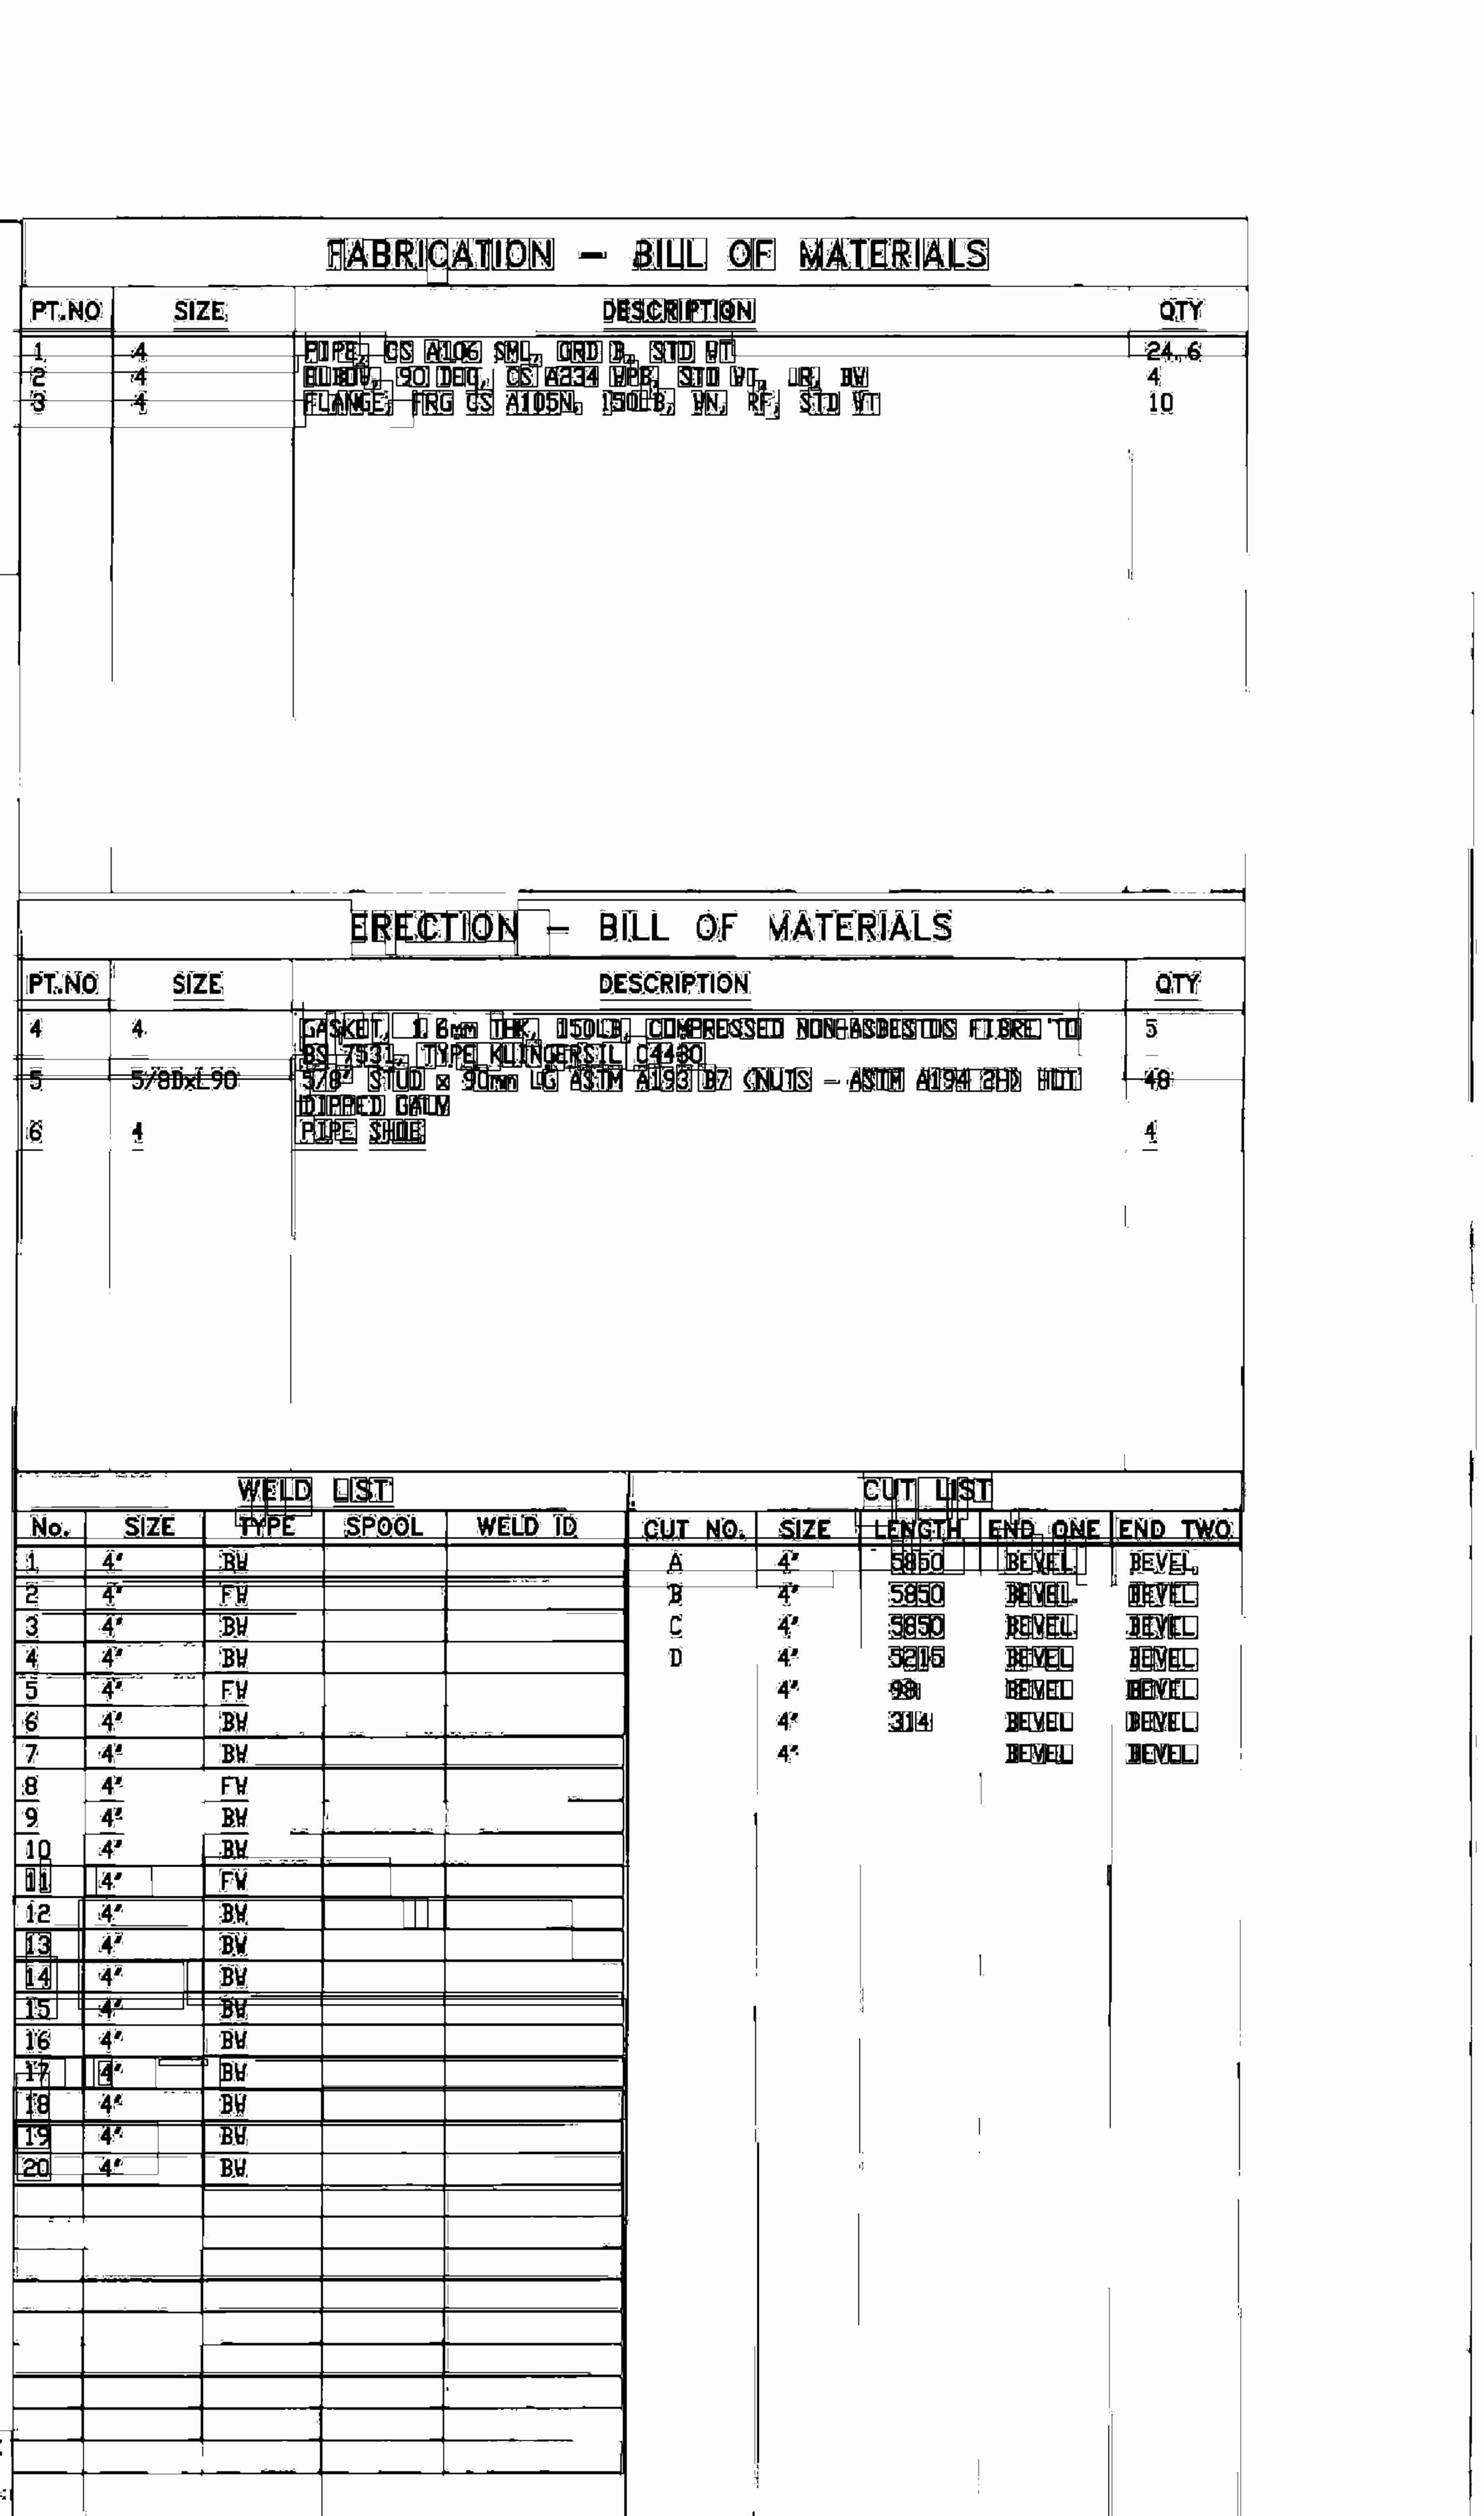 FABRICATION — BILL OF MATERIALS
PT.NO SIZE DESCRIPTION QTY
1 4 PIPE, CS A106 SML, GRD B, STD WT 24.6
2 4 ELBOW, 90 DEG, CS A234 WPB, STD WT, LR, BW 4
3 4 FLANGE, FRG CS A105N, 150LB, WN, RF, STD WT 10
ERECTION — BILL OF MATERIALS
PT.NO SIZE DESCRIPTION QTY
4 4 GASKET, THK, 150LB, COMPRESSED NON-ASBESTOS FIBRE TO 5
BS 7531, TYPE KLINGERSIL C4430
5 5/8DxL90 5/8" STUD x 90mm LG ASTM A193 B7 (NUTS - ASTM A194 2H) HOT 40
DIPPED GALV
6 4 PIPE SHOE 4
WELD LIST CUT LIST
No. SIZE TYPE SPOOL WELD ID CUT NO. SIZE LENGTH END ONE END TWO
1 4" BW A 4" 5850 BEVEL BEVEL
2 4" FW B 4" 5850 BEVEL BEVEL
3 4" BW C 4" 5850 BEVEL BEVEL
4 4" BW D 4" 5215 BEVEL BEVEL
5 4" FW 4" BEVEL BEVEL
6 4" BW 4" 314 BEVEL BEVEL
7 4" BW 4" BEVEL BEVEL
8 4" FW
9 4" BW
10 4" BW
11 4" FW
12 4" BW
13 4" BW
14 4" BW
15 4" BW
16 4" BW
17 4" BW
18 4" BW
19 4" BW
20 4" BW